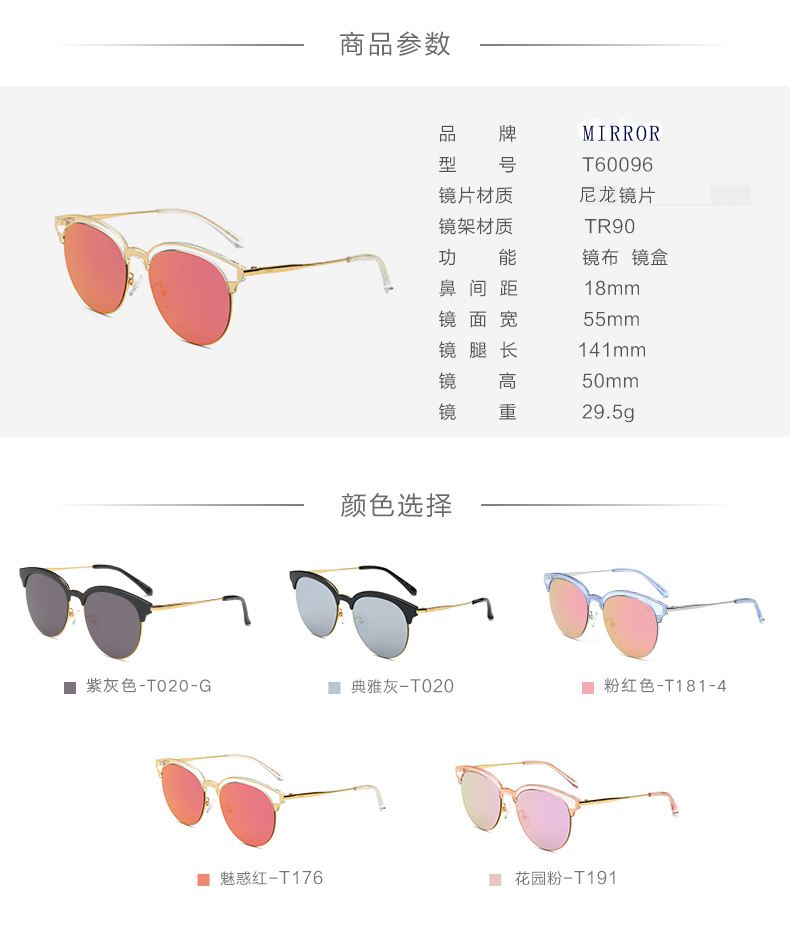 商品参数
品 牌 MIRROR
型 号 T60096
镜片材质 尼龙镜片
镜架材质 TR90
功 能 镜布 镜盒
鼻 间 距 18mm
镜 面 宽 55mm
镜 腿 长 141mm
镜 高 50mm
镜 重 29.5g
颜色选择
紫灰色-T020-G
典雅灰-T020
粉红色-T181-4
魅惑红-T176
花园粉-T191